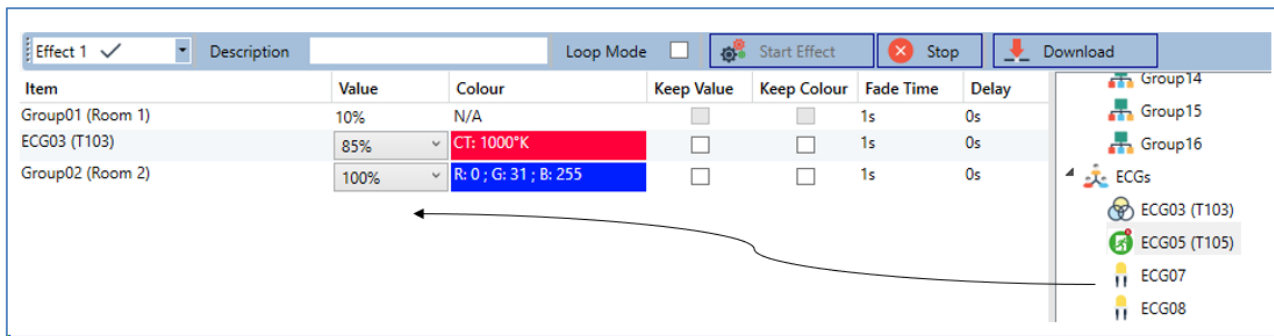 Effect 1 Description Loop Mode Start Effect Stop Download
Item Value Colour Keep Value Keep Colour Fade Time Delay
Group01 (Room 1) 10% N/A 1s 0s
ECG03 (T103) 85% CT: 1000°K 1s 0s
Group02 (Room 2) 100% R: 0 ; G: 31 ; B: 255 1s 0s
Group14
Group15
Group16
ECGs
ECG03 (T103)
ECG05 (T105)
ECG07
ECG08